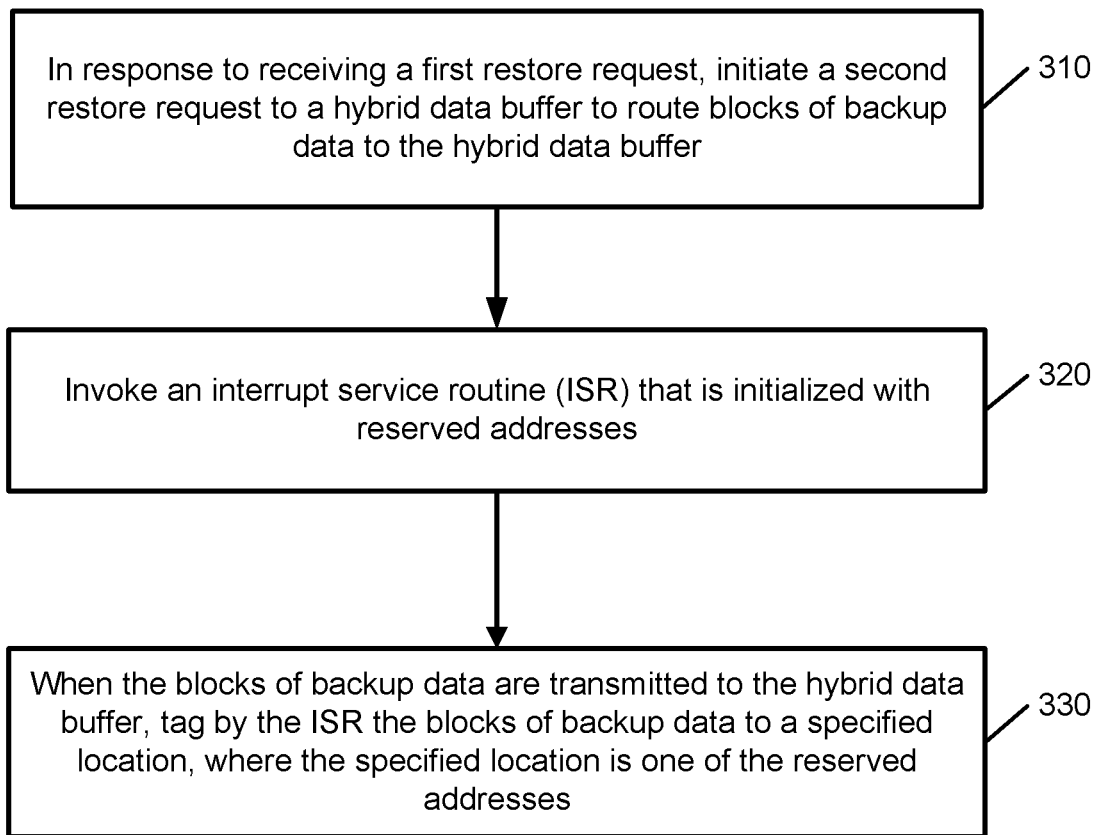 In response to receiving a first restore request, initiate a second
restore request to a hybrid data buffer to route blocks of backup
data to the hybrid data buffer
310
Invoke an interrupt service routine (ISR) that is initialized with
reserved addresses
320
When the blocks of backup data are transmitted to the hybrid data
buffer, tag by the ISR the blocks of backup data to a specified
location, where the specified location is one of the reserved
addresses
330